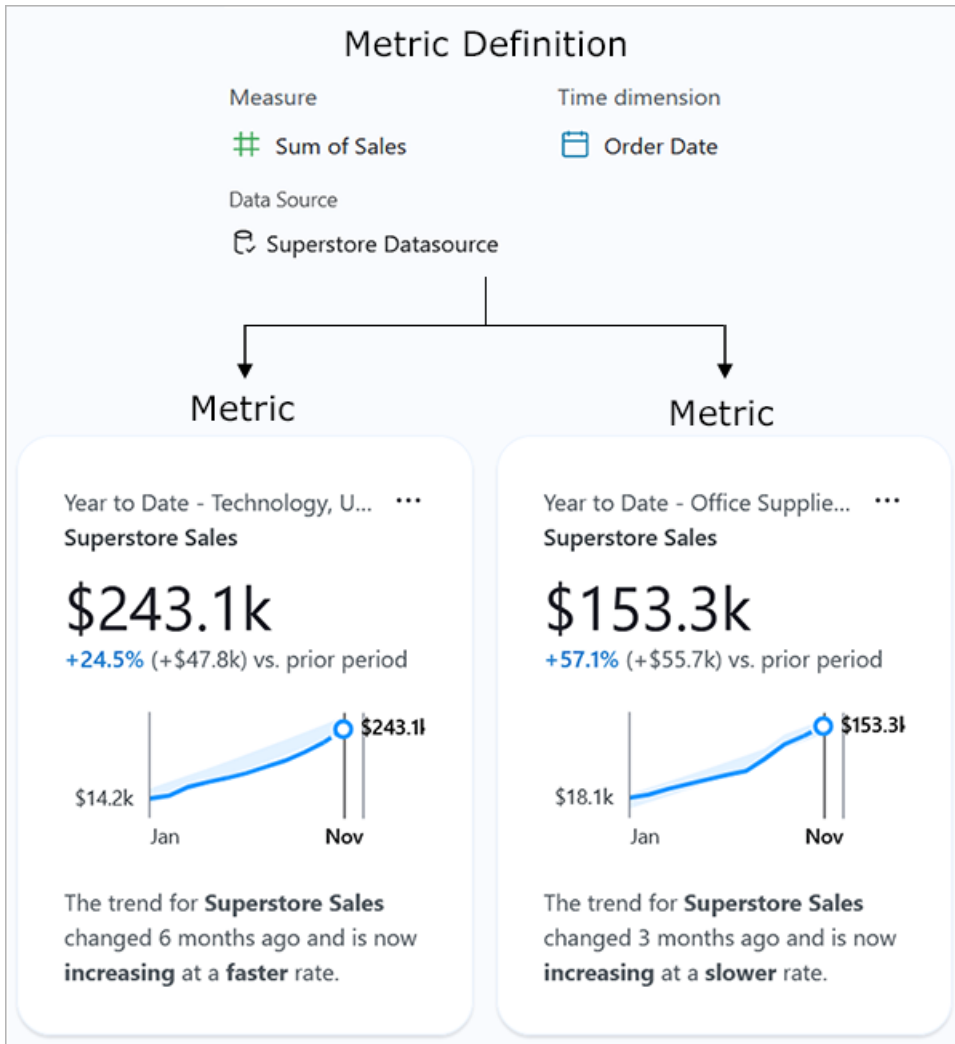 Metric Definition
Measure
Time dimension
Sum of Sales
Order Date
Data Source
Superstore Datasource
Metric
Metric
Year to Date - Technology, U...
Superstore Sales
$243.1k
+24.5% (+$47.8k) vs. prior period
$243.1k
$14.2k
Jan
Nov
The trend for Superstore Sales
changed 6 months ago and is now
increasing at a faster rate.
Year to Date - Office Supplie...
Superstore Sales
$153.3k
+57.1% (+$55.7k) vs. prior period
$153.3k
$18.1k
Jan
Nov
The trend for Superstore Sales
changed 3 months ago and is now
increasing at a slower rate.